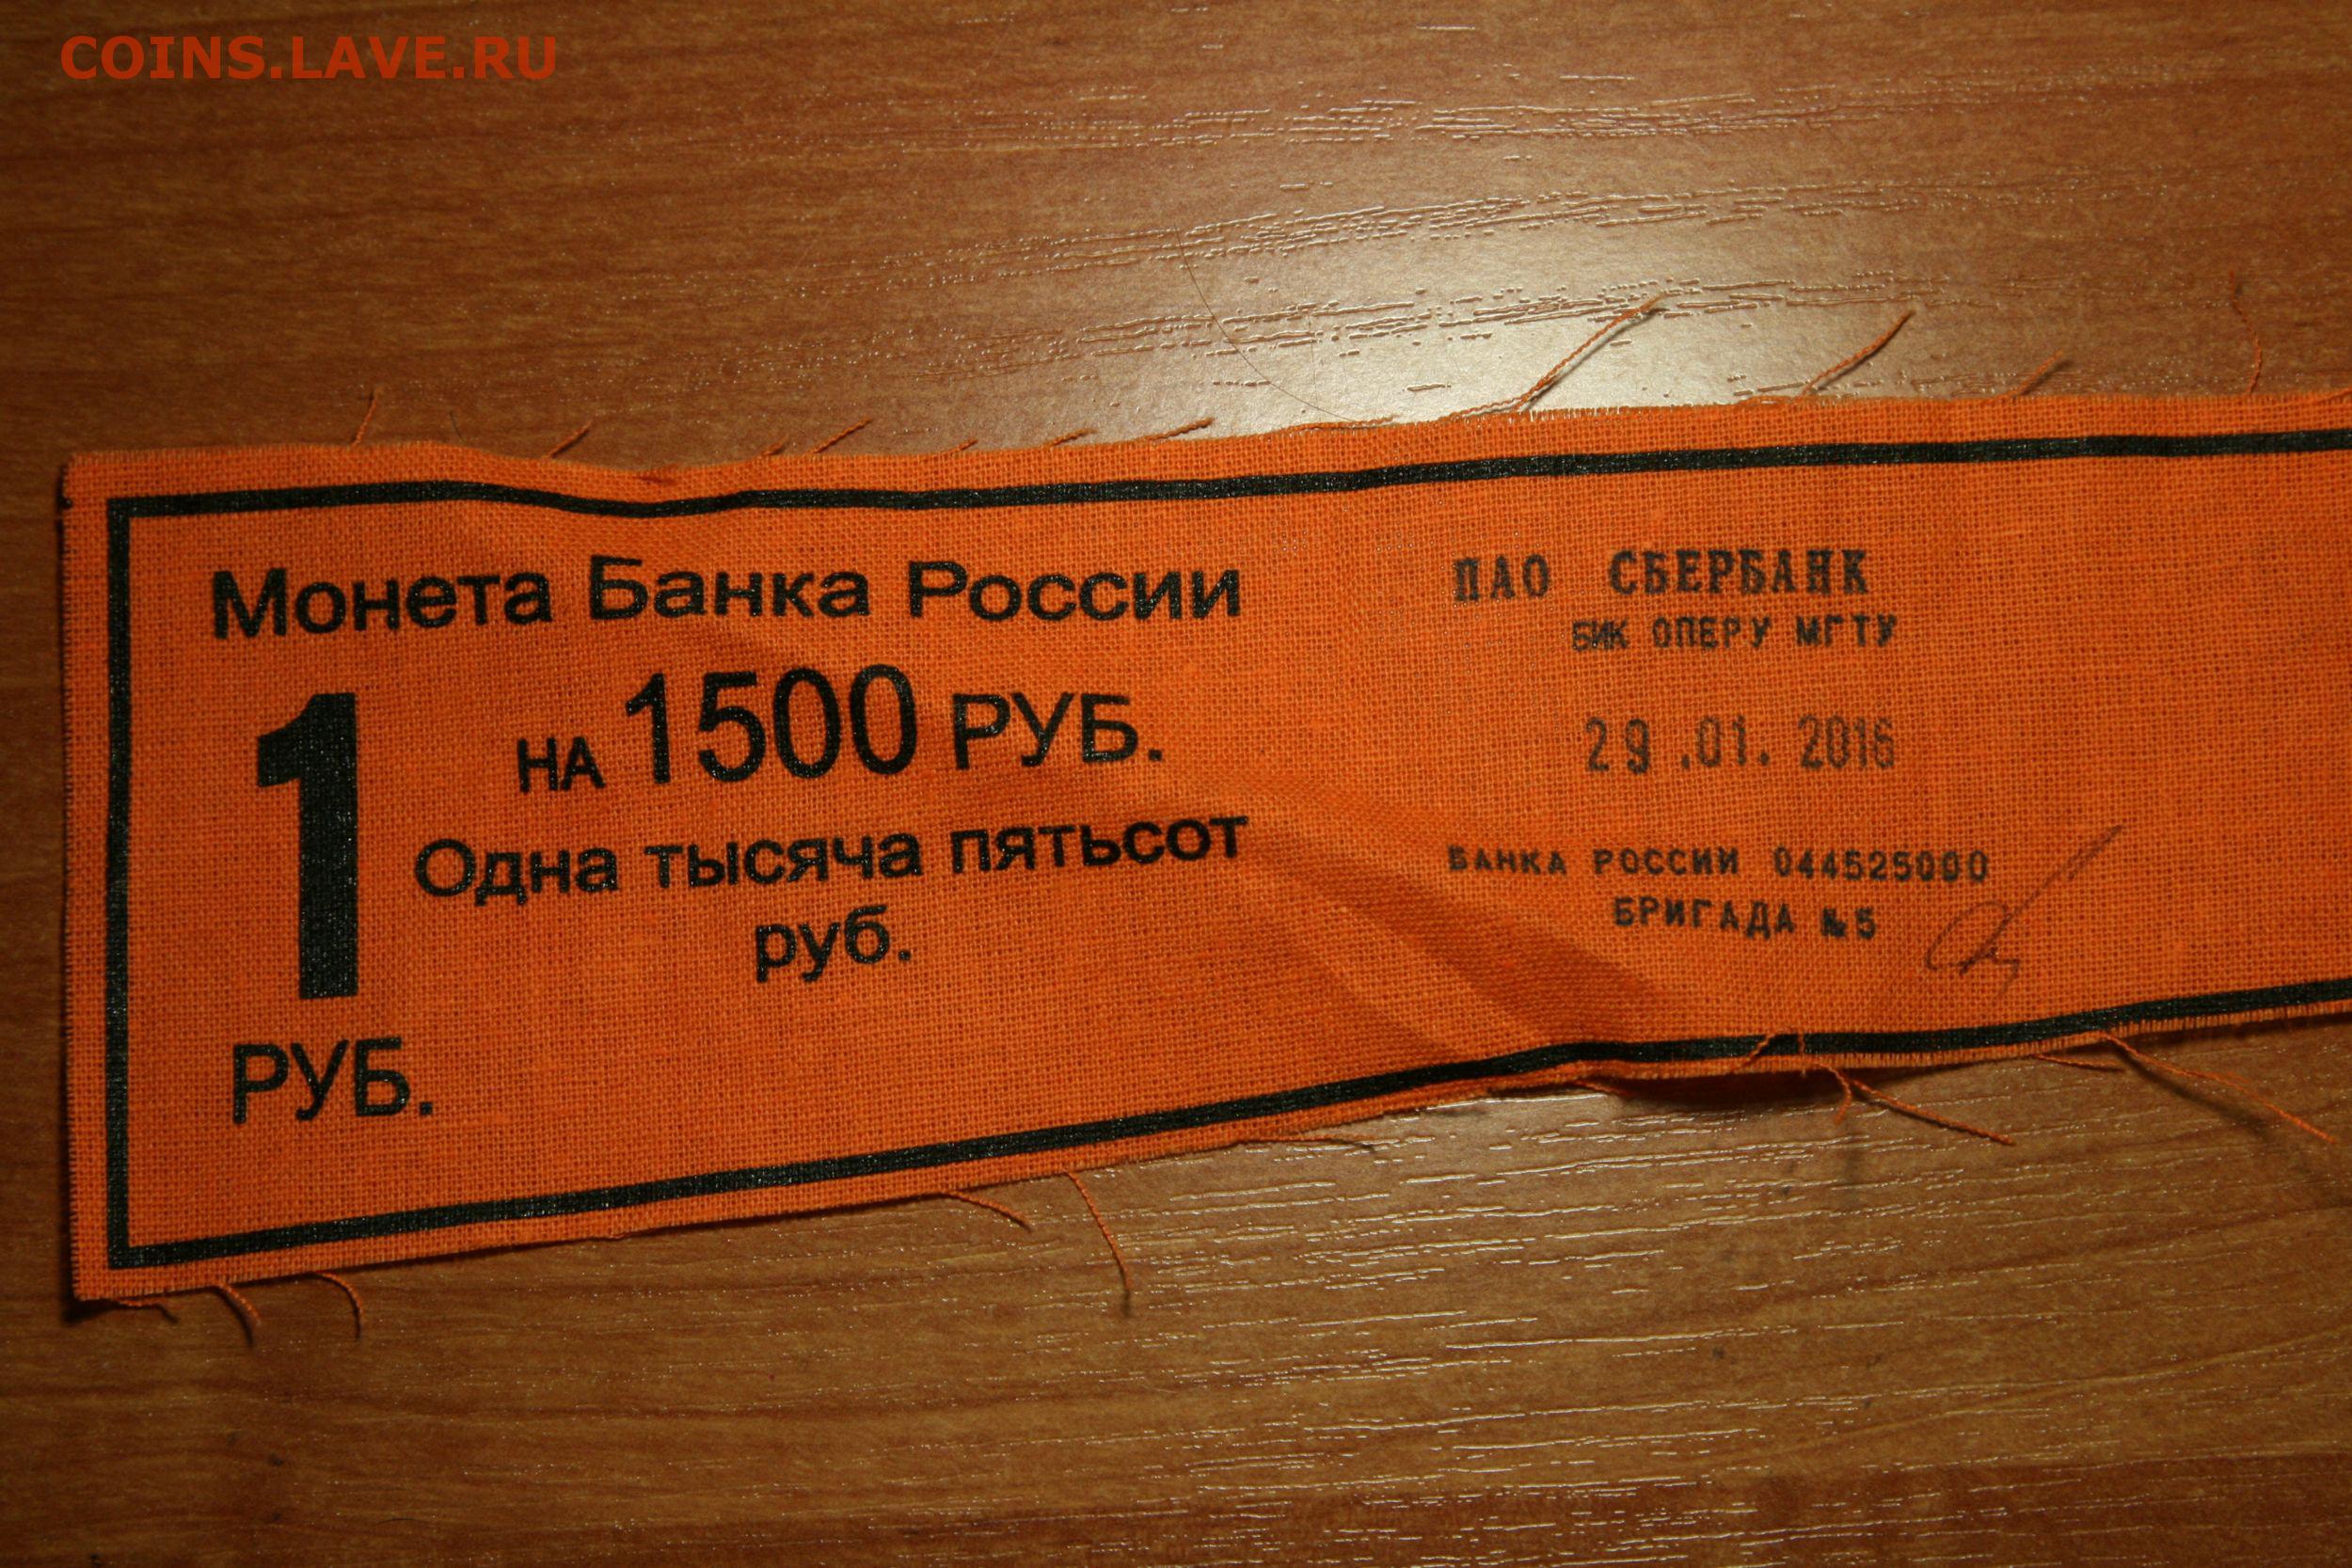 COINS.LAVE.RU
Монета Банка России
1
НА 1500 РУБ.
Одна тысяча пятьсот
руб.
РУБ.
ПАО СБЕРБАНК
БИК ОПЕРУ МГТУ
29.01.2016
БАНКА РОССИИ 044525000
БРИГАДА №5